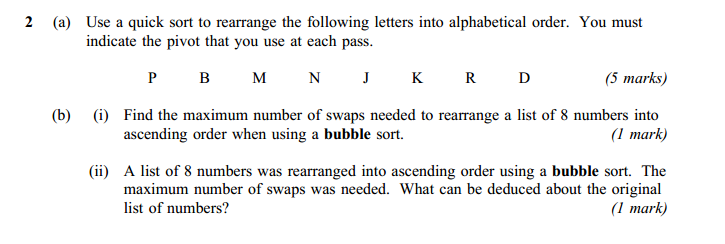 2 (a) Use a quick sort to rearrange the following letters into alphabetical order. You must
indicate the pivot that you use at each pass.
P B M N J K R D (5 marks)
(b) (i) Find the maximum number of swaps needed to rearrange a list of 8 numbers into
ascending order when using a bubble sort. (1 mark)
(ii) A list of 8 numbers was rearranged into ascending order using a bubble sort. The
maximum number of swaps was needed. What can be deduced about the original
list of numbers? (1 mark)